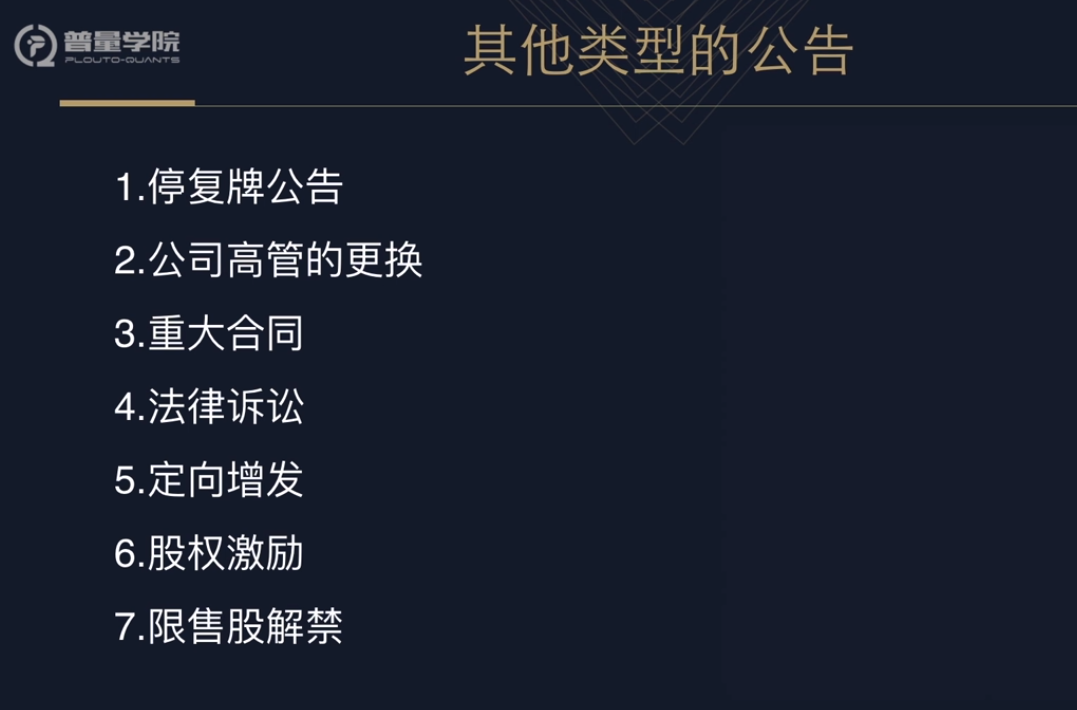 普量学院
PLOUTO-QUANTS
其他类型的公告
1.停复牌公告
2.公司高管的更换
3.重大合同
4.法律诉讼
5.定向增发
6.股权激励
7.限售股解禁